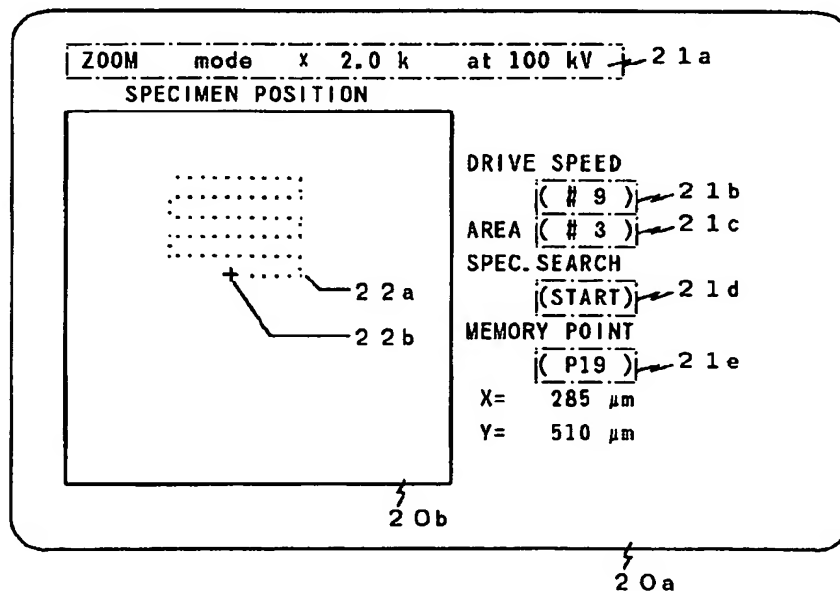 ZOOM mode x 2.0 k at 100 kV 21a
SPECIMEN POSITION
DRIVE SPEED
( # 9 ) 21b
AREA ( # 3 ) 21c
SPEC. SEARCH
(START) 21d
MEMORY POINT
( P19 ) 21e
X= 285 μm
Y= 510 μm
22a
22b
20b
20a